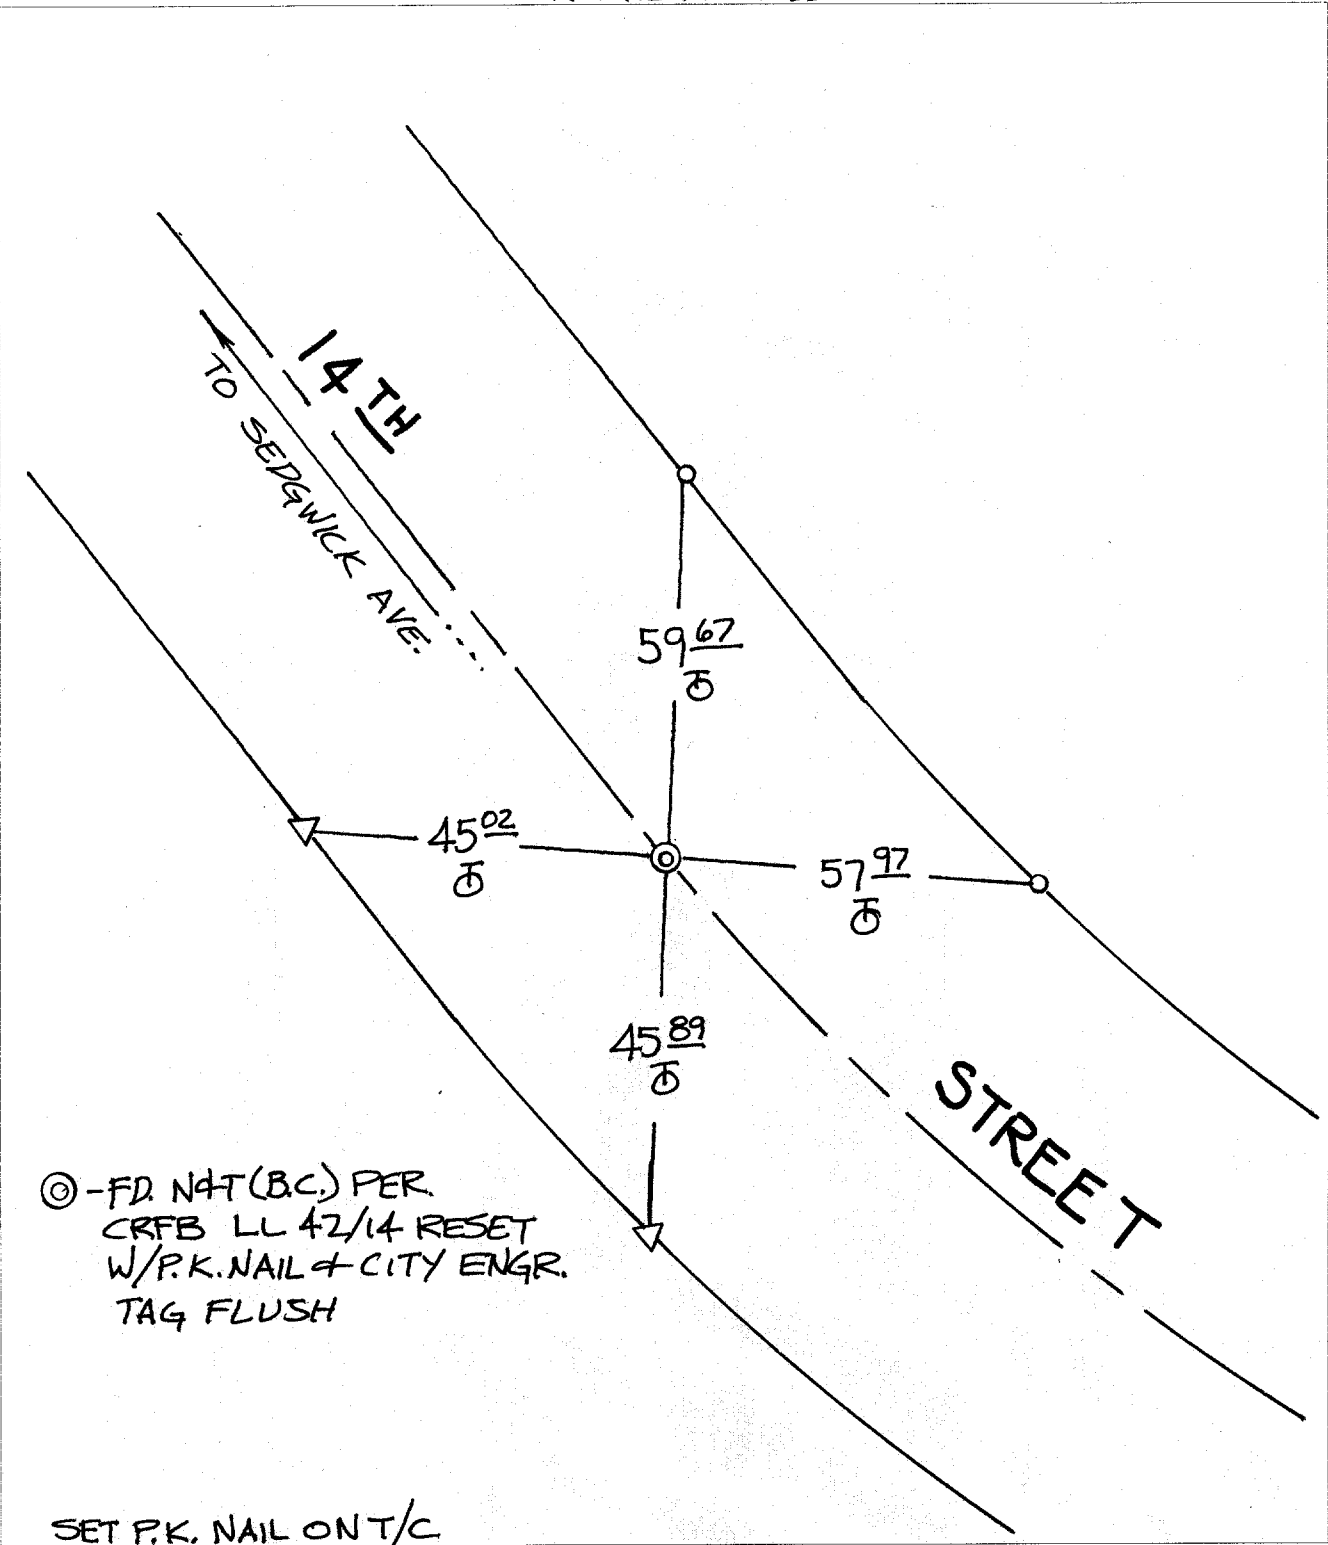 14TH
TO SEDGWICK AVE.
59 67
45 02
57 97
45 89
STREET
-FD. N&T (B.C.) PER.
CRFB LL 42/14 RESET
W/P.K. NAIL & CITY ENGR.
TAG FLUSH
SET P.K. NAIL ON T/C